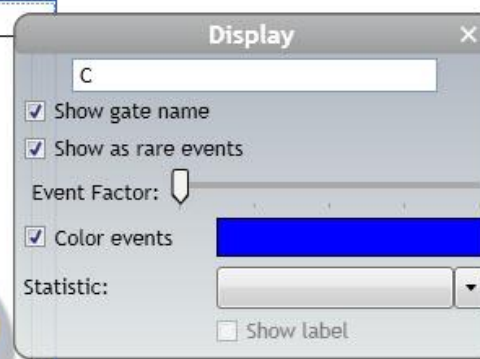 Display
C
Show gate name
Show as rare events
Event Factor:
Color events
Statistic:
Show label